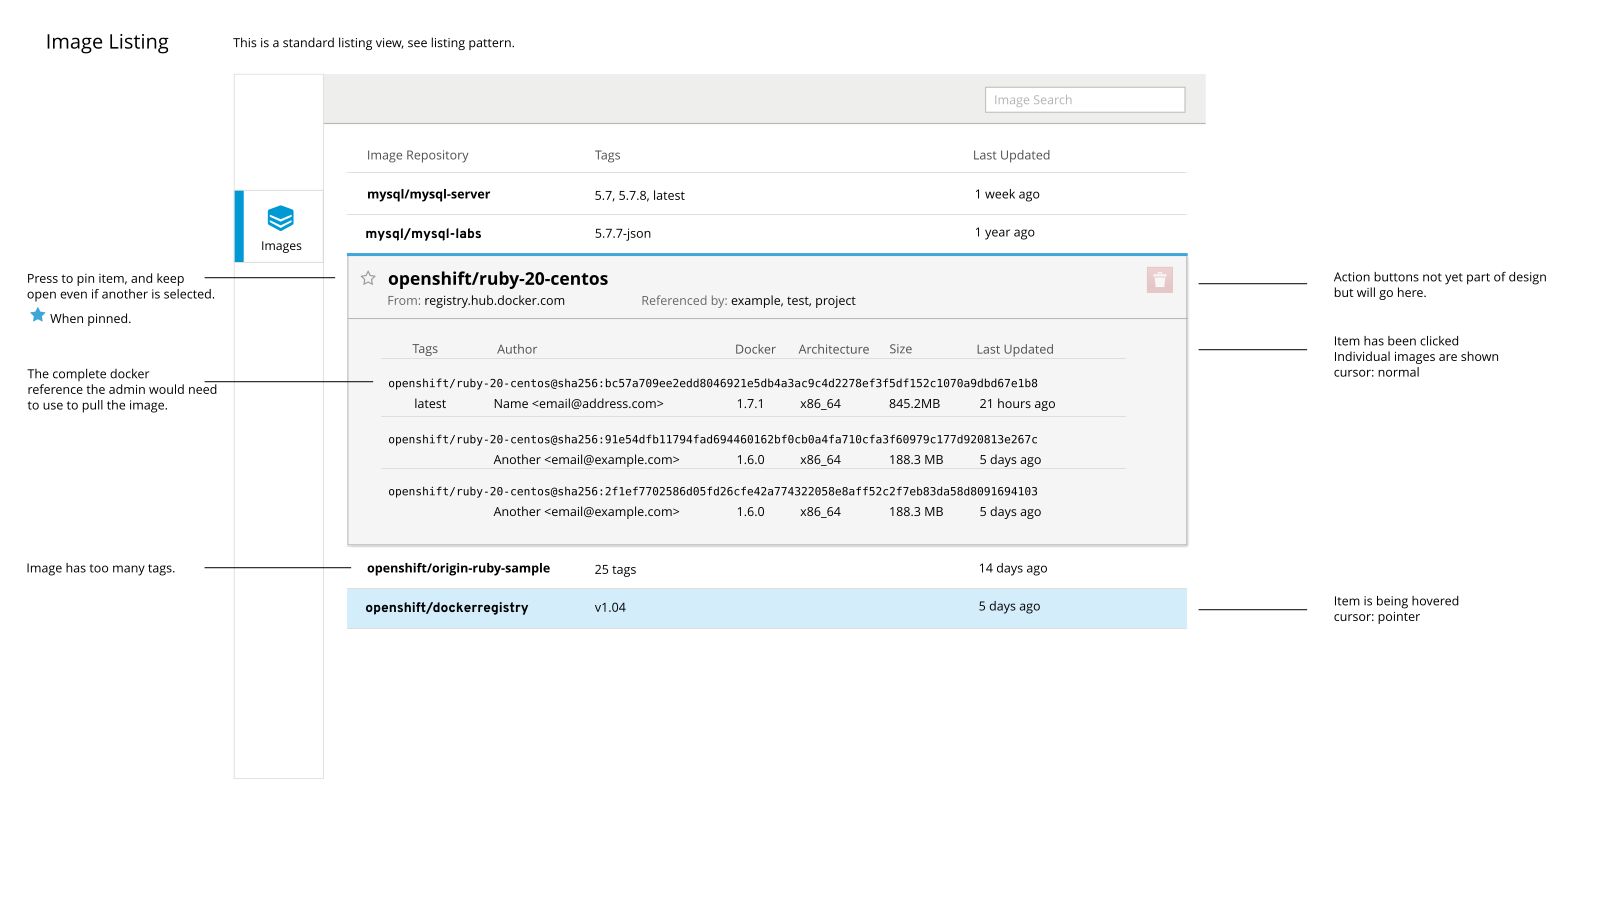 Image Listing
This is a standard listing view, see listing pattern.
Image Search
Image Repository Tags Last Updated
mysql/mysql-server 5.7, 5.7.8, latest 1 week ago
mysql/mysql-labs 5.7.7-json 1 year ago
Images
Press to pin item, and keep
open even if another is selected.
When pinned.
openshift/ruby-20-centos
From: registry.hub.docker.com Referenced by: example, test, project
Action buttons not yet part of design
but will go here.
Item has been clicked
Individual images are shown
cursor: normal
Tags Author Docker Architecture Size Last Updated
The complete docker
reference the admin would need
to use to pull the image.
openshift/ruby-20-centos@sha256:bc57a709ee2edd8046921e5db4a3ac9c4d2278ef3f5df152c1070a9dbd67e1b8
latest Name <email@address.com> 1.7.1 x86_64 845.2MB 21 hours ago
openshift/ruby-20-centos@sha256:91e54dfb11794fad694460162bf0cb0a4fa710cfa3f60979c177d920813e267c
Another <email@example.com> 1.6.0 x86_64 188.3 MB 5 days ago
openshift/ruby-20-centos@sha256:2f1ef7702586d05fd26cfe42a774322058e8aff52c2f7eb83da58d8091694103
Another <email@example.com> 1.6.0 x86_64 188.3 MB 5 days ago
Image has too many tags.
openshift/origin-ruby-sample 25 tags 14 days ago
openshift/dockerregistry v1.04 5 days ago
Item is being hovered
cursor: pointer